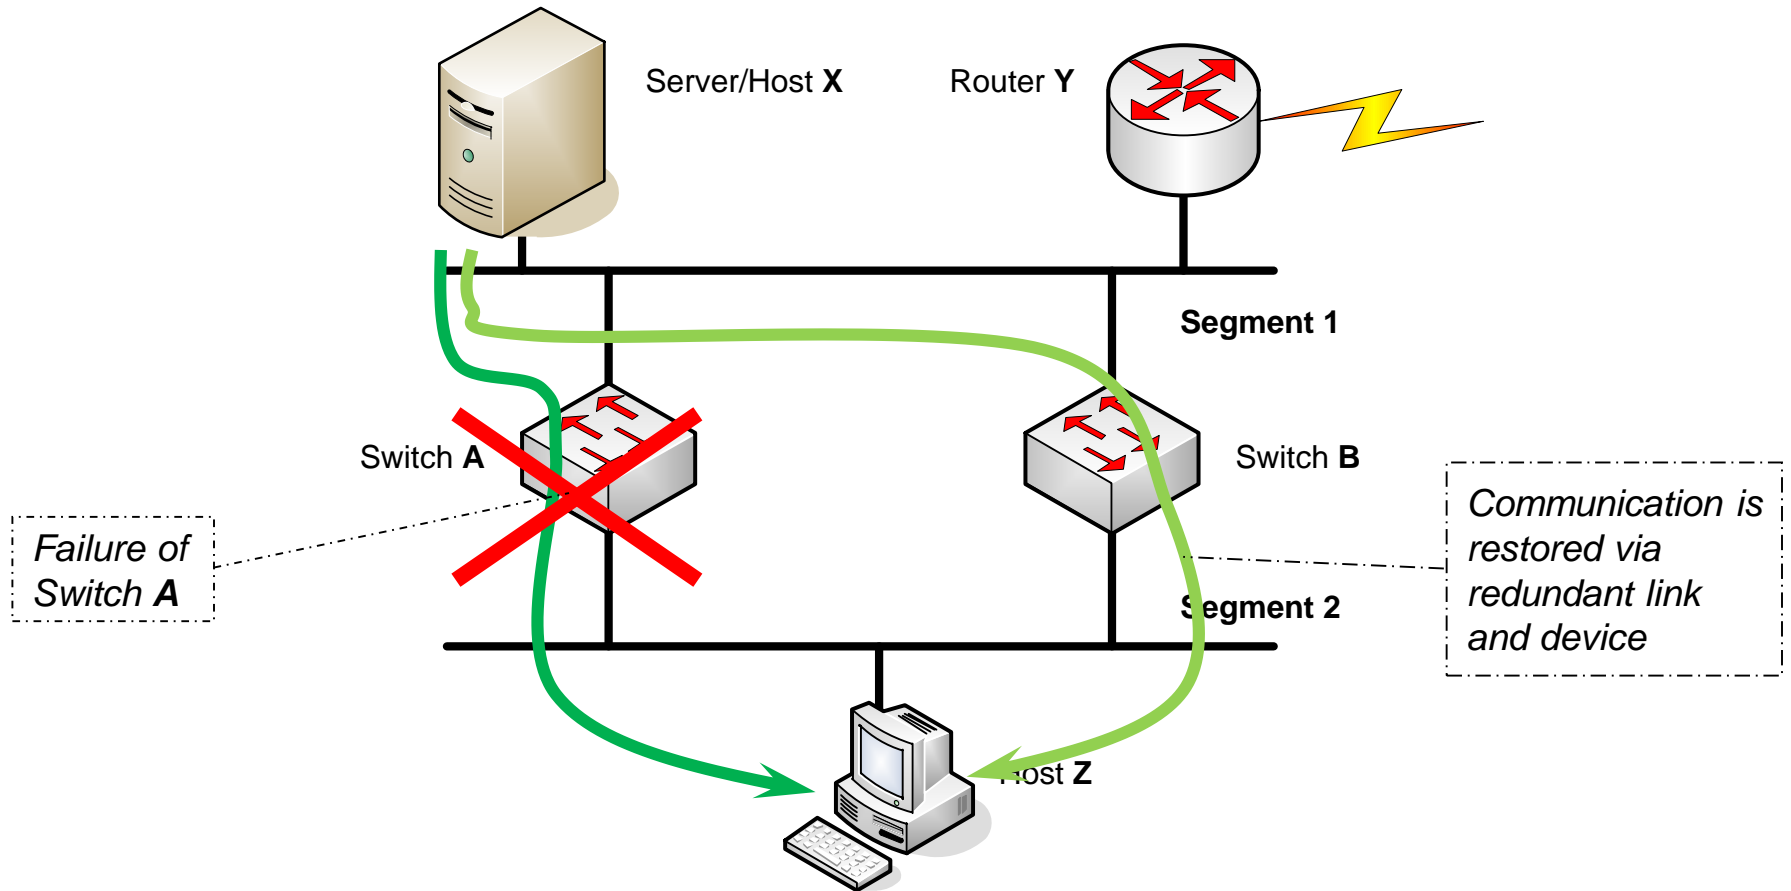 Server/Host X
Router Y
Segment 1
Switch A
Switch B
Failure of
Switch A
Communication is
restored via
redundant link
and device
Segment 2
Host Z